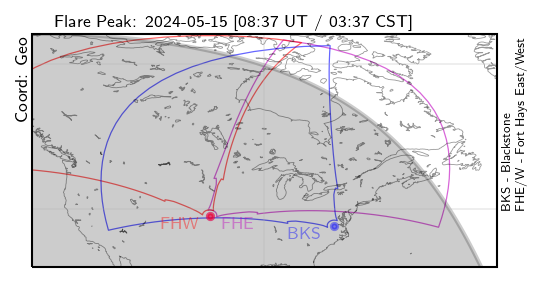 Flare Peak: 2024-05-15 [08:37 UT / 03:37 CST]
Coord: Geo
FHW
FHE
BKS
BKS - Blackstone
FHE/W - Fort Hays East/West